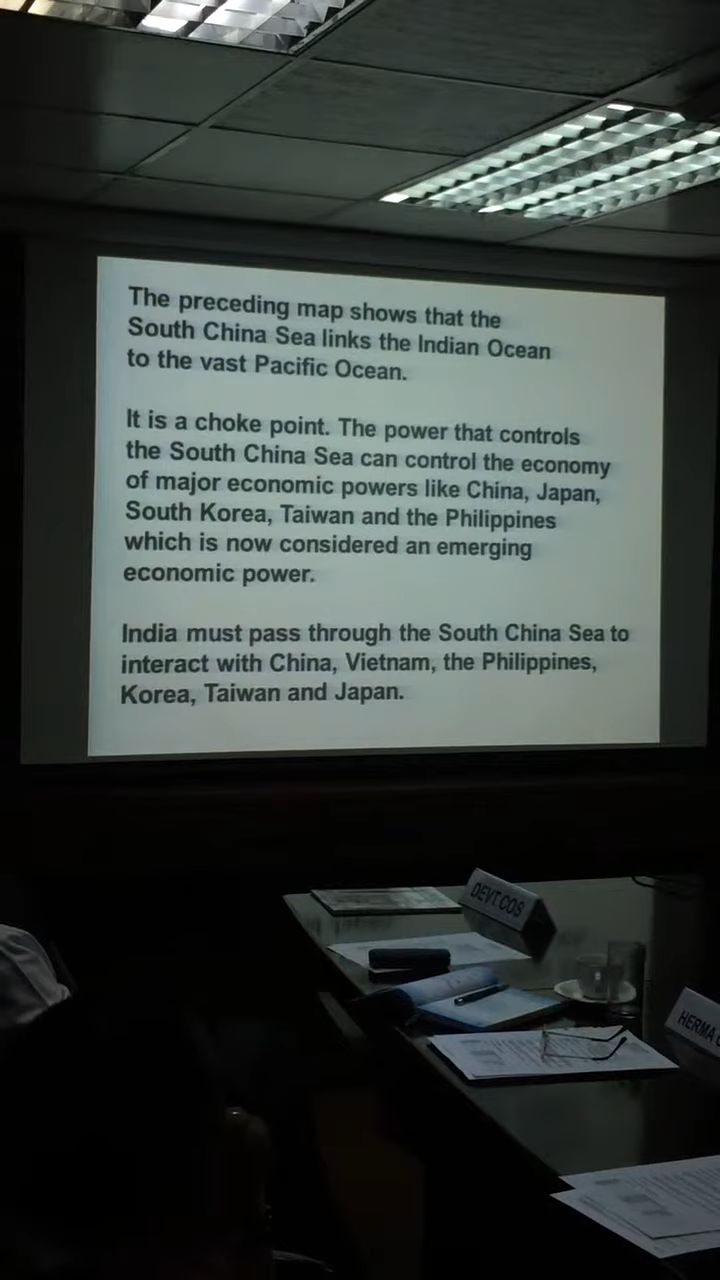 The preceding map shows that the
South China Sea links the Indian Ocean
to the vast Pacific Ocean.
It is a choke point. The power that controls
the South China Sea can control the economy
of major economic powers like China, Japan,
South Korea, Taiwan and the Philippines
which is now considered an emerging
economic power.
India must pass through the South China Sea to
interact with China, Vietnam, the Philippines,
Korea, Taiwan and Japan.
DEVT.COS
HERMA